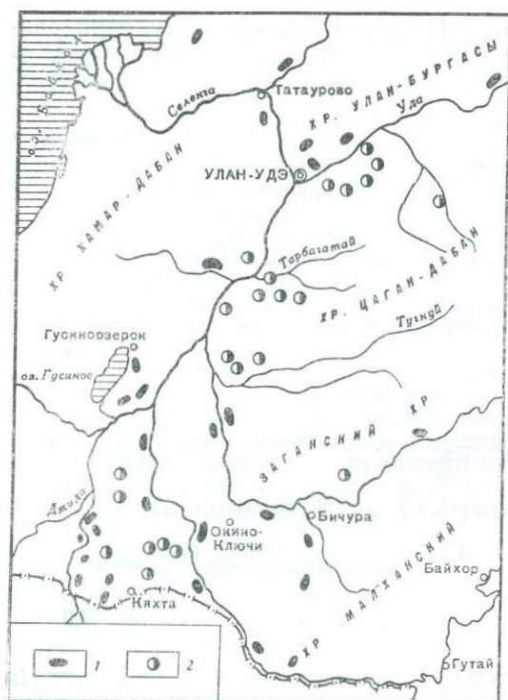 оз. Байкал
Селенга
Татаурово
ХР. УЛАН-БУРГАСЫ
Уда
УЛАН-УДЭ
ХР. ХАМАР-ДАБАН
Тарбагатай
ХР. ЦАГАН-ДАБАН
Тугнуй
Гусиноозерск
оз. Гусиное
ЗАГАНСКИЙ ХР
Джида
Окино-
Ключи
Бичура
ХР МАЛХАНСКИЙ
Байхор
Кяхта
Гутай
1
2